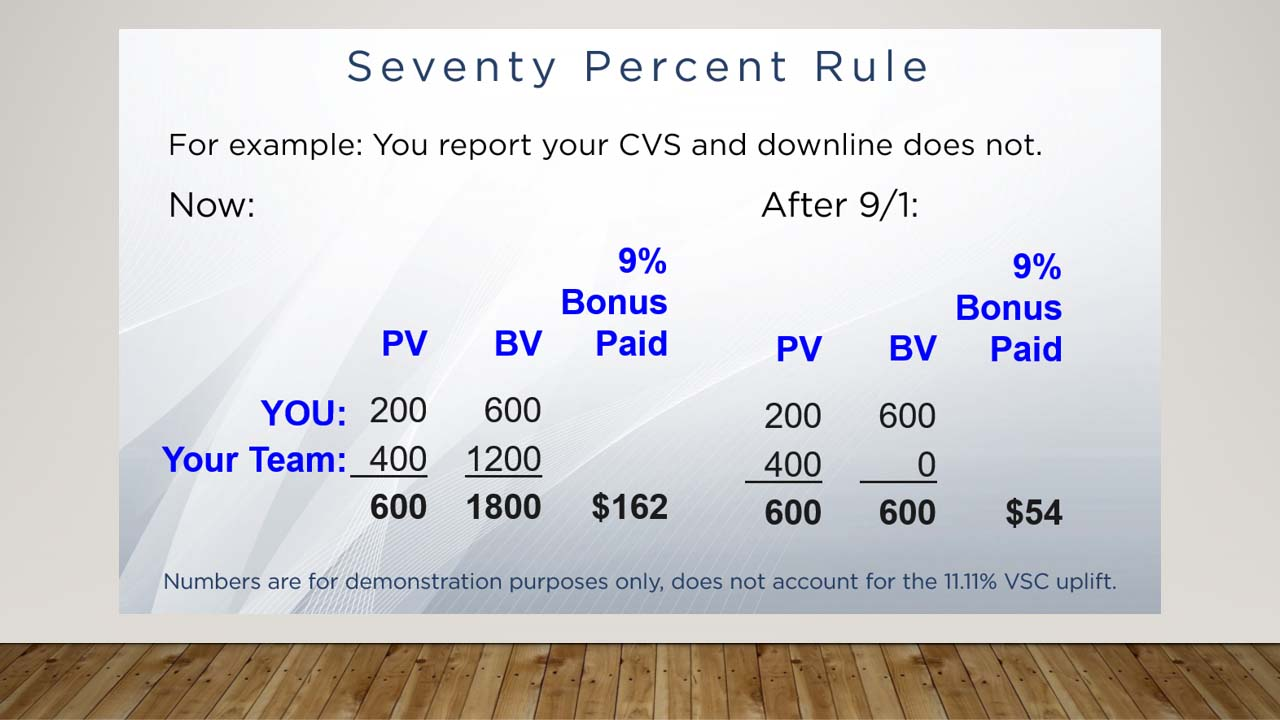 Seventy Percent Rule
For example: You report your CVS and downline does not.
Now:
After 9/1:
9%
Bonus
PV BV Paid
YOU: 200 600
Your Team: 400 1200
600 1800 $162
9%
Bonus
PV BV Paid
200 600
400 0
600 600 $54
Numbers are for demonstration purposes only, does not account for the 11.11% VSC uplift.